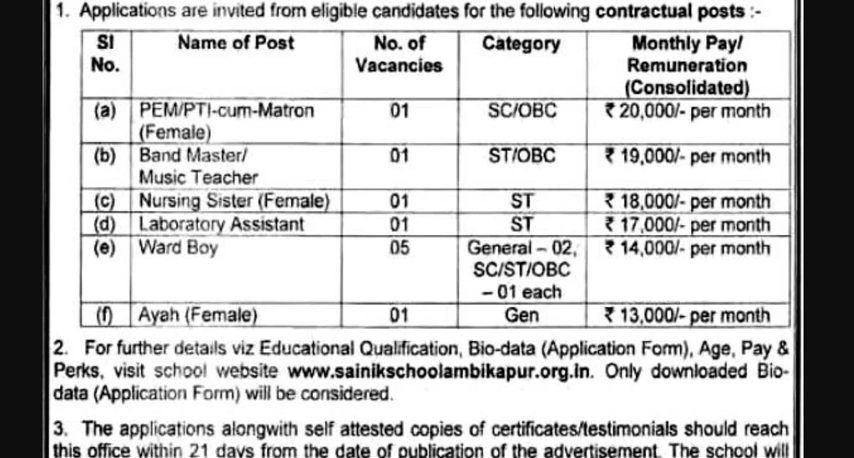 1. Applications are invited from eligible candidates for the following contractual posts :-
Sl No. | Name of Post | No. of Vacancies | Category | Monthly Pay/ Remuneration (Consolidated)
(a) PEM/PTI-cum-Matron (Female) 01 SC/OBC ₹ 20,000/- per month
(b) Band Master/ Music Teacher 01 ST/OBC ₹ 19,000/- per month
(c) Nursing Sister (Female) 01 ST ₹ 18,000/- per month
(d) Laboratory Assistant 01 ST ₹ 17,000/- per month
(e) Ward Boy 05 General – 02, SC/ST/OBC – 01 each ₹ 14,000/- per month
(f) Ayah (Female) 01 Gen ₹ 13,000/- per month
2. For further details viz Educational Qualification, Bio-data (Application Form), Age, Pay &
Perks, visit school website www.sainikschoolambikapur.org.in. Only downloaded Bio-
data (Application Form) will be considered.
3. The applications alongwith self attested copies of certificates/testimonials should reach
this office within 21 days from the date of publication of the advertisement. The school will